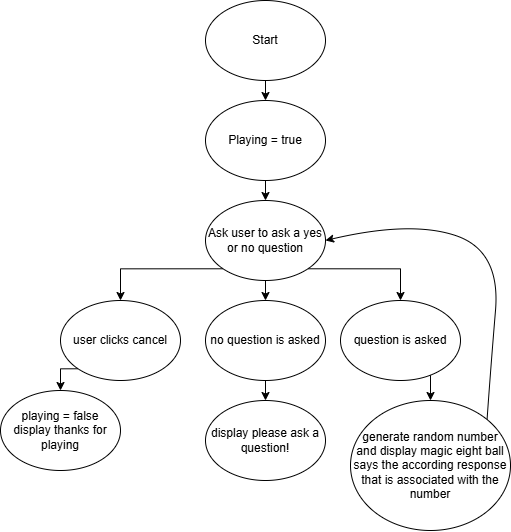 Start
Playing = true
Ask user to ask a yes
or no question
user clicks cancel
no question is asked
question is asked
playing = false
display thanks for
playing
display please ask a
question!
generate random number
and display magic eight ball
says the according response
that is associated with the
number